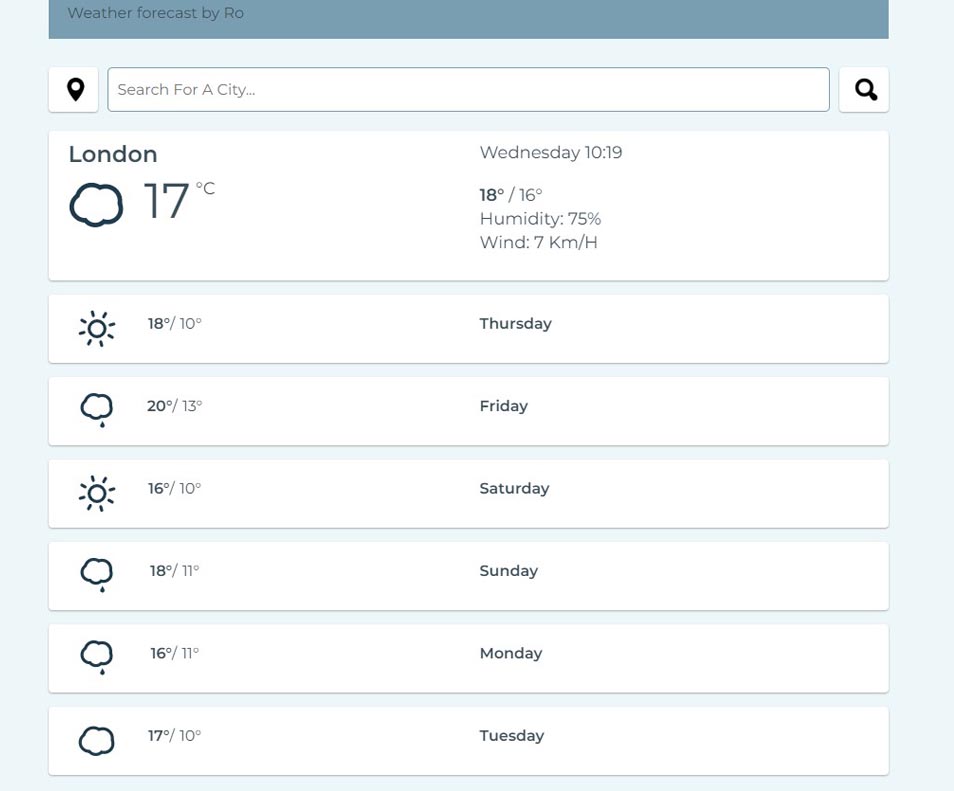 Weather forecast by Ro
Search For A City...
London
17 °C
Wednesday 10:19
18° / 16°
Humidity: 75%
Wind: 7 Km/H
18°/ 10° Thursday
20°/ 13° Friday
16°/ 10° Saturday
18°/ 11° Sunday
16°/ 11° Monday
17°/ 10° Tuesday